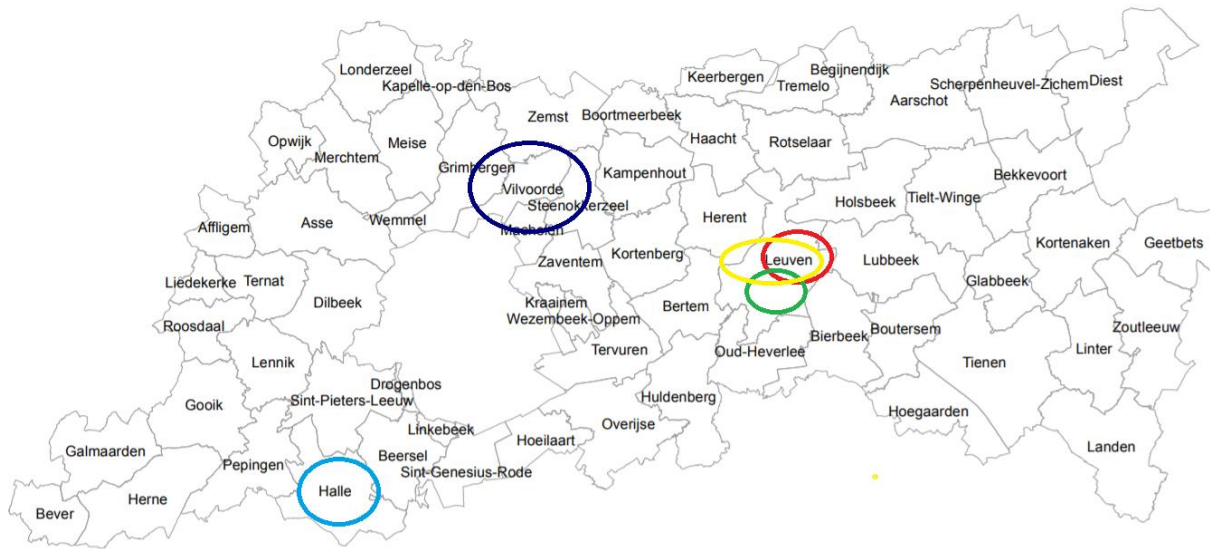 Londerzeel
Kapelle-op-den-Bos
Keerbergen
Begijnendijk
Tremelo
Scherpenheuvel-Zichem
Diest
Aarschot
Zemst
Boortmeerbeek
Haacht
Rotselaar
Opwijk
Merchtem
Meise
Grimbergen
Vilvoorde
Kampenhout
Bekkevoort
Steenokkerzeel
Holsbeek
Tielt-Winge
Affligem
Asse
Wemmel
Machelen
Herent
Kortenaken
Geetbets
Zaventem
Kortenberg
Leuven
Lubbeek
Liedekerke
Ternat
Dilbeek
Glabbeek
Kraainem
Wezembeek-Oppem
Bertem
Roosdaal
Boutersem
Bierbeek
Zoutleeuw
Tervuren
Oud-Heverlee
Linter
Lennik
Tienen
Drogenbos
Sint-Pieters-Leeuw
Gooik
Huldenberg
Hoegaarden
Overijse
Linkebeek
Hoeilaart
Galmaarden
Pepingen
Beersel
Sint-Genesius-Rode
Landen
Halle
Herne
Bever